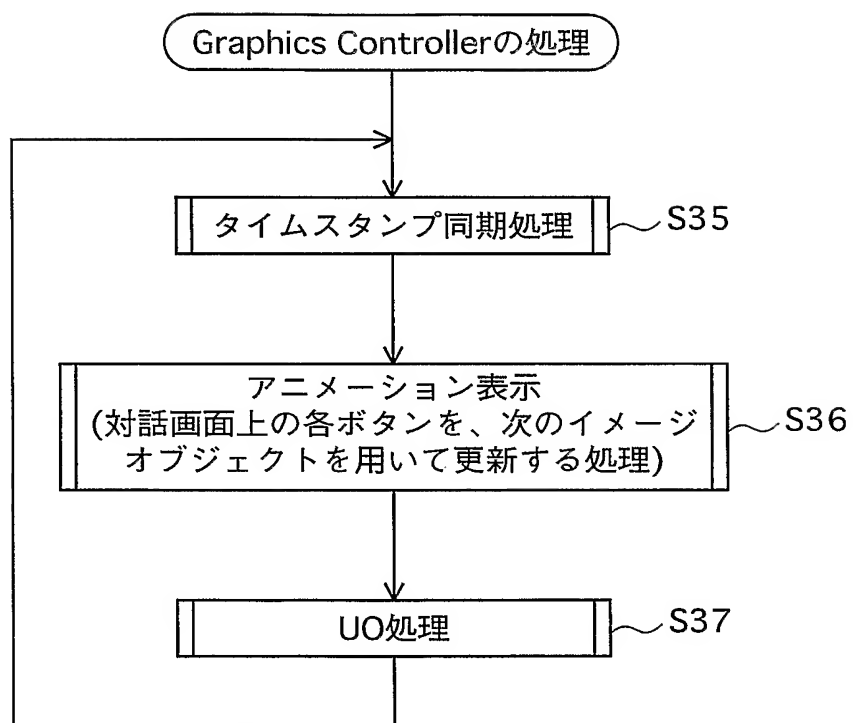 Graphics Controllerの処理
タイムスタンプ同期処理
S35
アニメーション表示
(対話画面上の各ボタンを、次のイメージ
オブジェクトを用いて更新する処理)
S36
UO処理
S37